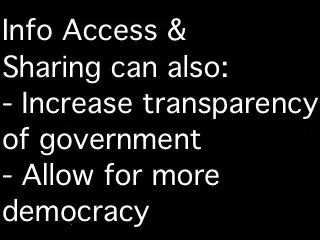 Info Access &
Sharing can also:
- Increase transparency
of government
- Allow for more
democracy